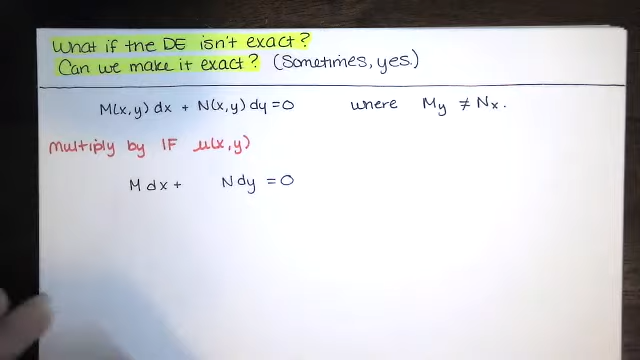 What if the DE isn't exact?
Can we make it exact? (Sometimes, yes.)
M(x,y) dx + N(x,y) dy = 0 where My ≠ Nx.
multiply by IF μ(x,y)
M dx + N dy = 0